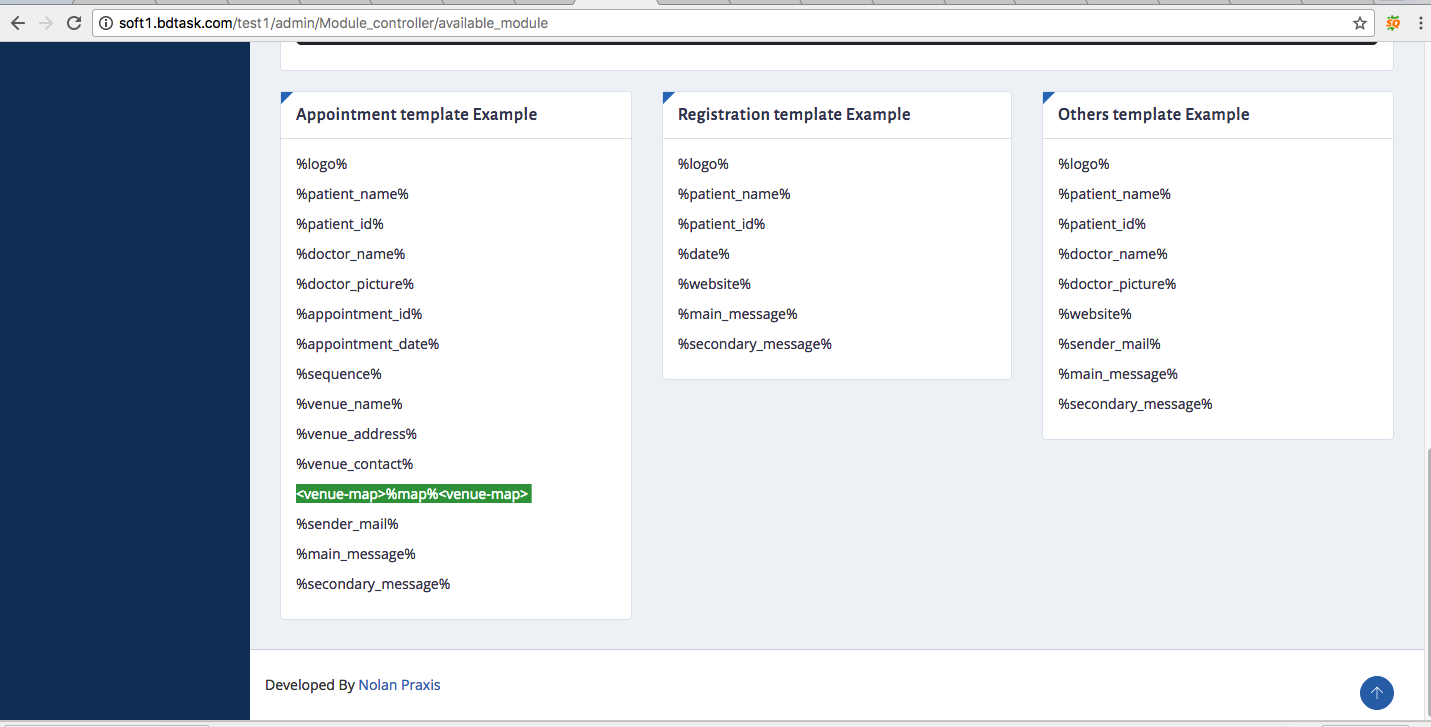 soft1.bdtask.com/test1/admin/Module_controller/available_module
Appointment template Example
%logo%
%patient_name%
%patient_id%
%doctor_name%
%doctor_picture%
%appointment_id%
%appointment_date%
%sequence%
%venue_name%
%venue_address%
%venue_contact%
<venue-map>%map%<venue-map>
%sender_mail%
%main_message%
%secondary_message%
Registration template Example
%logo%
%patient_name%
%patient_id%
%date%
%website%
%main_message%
%secondary_message%
Others template Example
%logo%
%patient_name%
%patient_id%
%doctor_name%
%doctor_picture%
%website%
%sender_mail%
%main_message%
%secondary_message%
Developed By Nolan Praxis